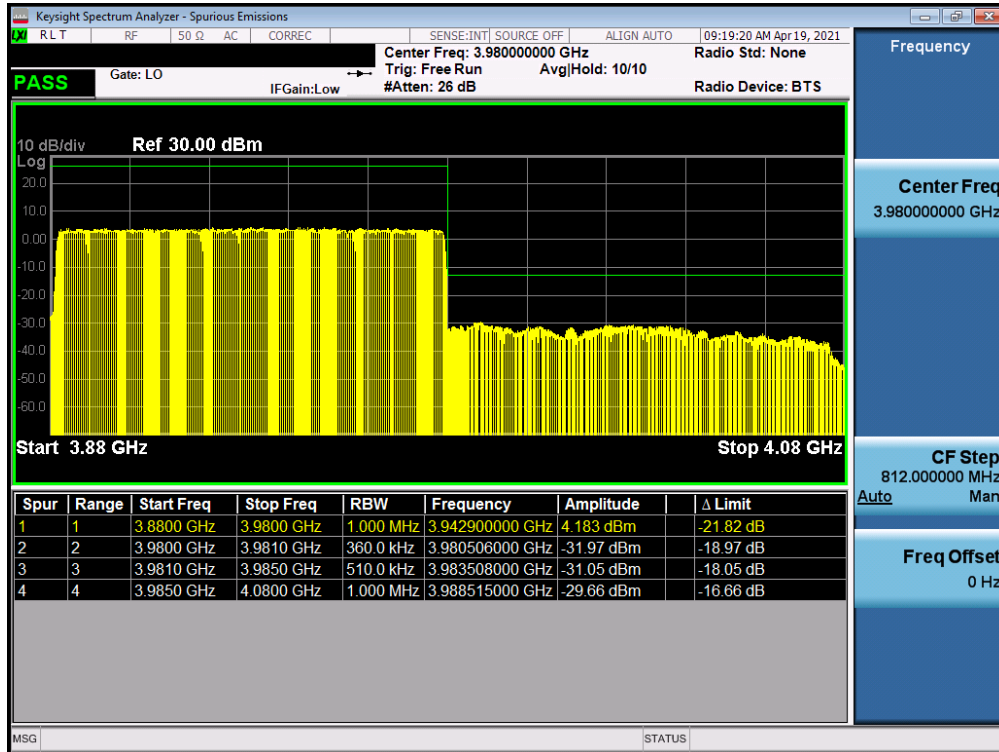 Keysight Spectrum Analyzer - Spurious Emissions
LXI RLT RF 50 Ω AC CORREC SENSE:INT SOURCE OFF ALIGN AUTO 09:19:20 AM Apr 19, 2021
Center Freq: 3.980000000 GHz Radio Std: None
Gate: LO Trig: Free Run Avg|Hold: 10/10
PASS IFGain:Low #Atten: 26 dB Radio Device: BTS
10 dB/div Ref 30.00 dBm
Log
20.0
10.0
0.00
-10.0
-20.0
-30.0
-40.0
-50.0
-60.0
Start 3.88 GHz Stop 4.08 GHz
Spur Range Start Freq Stop Freq RBW Frequency Amplitude Δ Limit
1 1 3.8800 GHz 3.9800 GHz 1.000 MHz 3.942900000 GHz 4.183 dBm -21.82 dB
2 2 3.9800 GHz 3.9810 GHz 360.0 kHz 3.980506000 GHz -31.97 dBm -18.97 dB
3 3 3.9810 GHz 3.9850 GHz 510.0 kHz 3.983508000 GHz -31.05 dBm -18.05 dB
4 4 3.9850 GHz 4.0800 GHz 1.000 MHz 3.988515000 GHz -29.66 dBm -16.66 dB
MSG STATUS
Frequency
Center Freq
3.980000000 GHz
CF Step
812.000000 MHz
Auto Man
Freq Offset
0 Hz